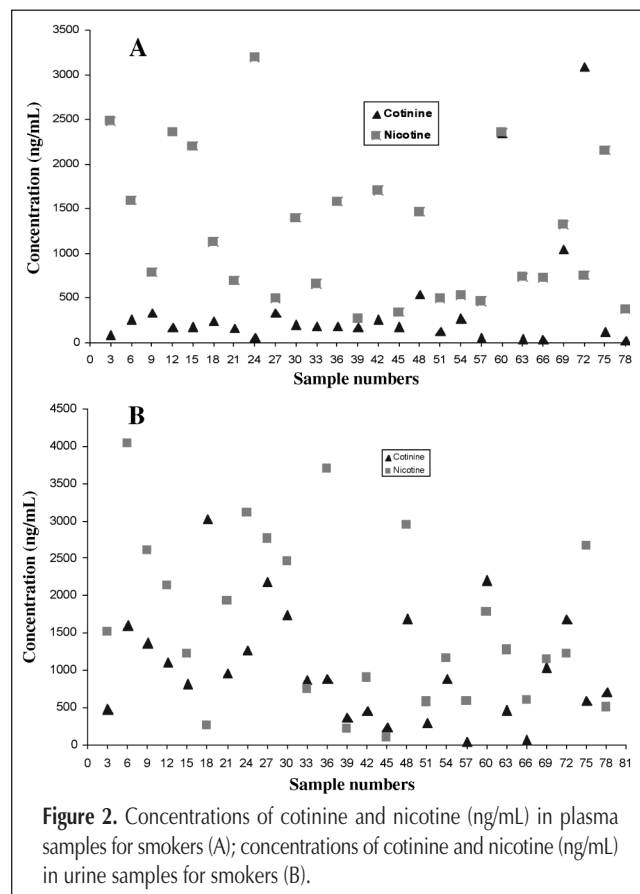 A
Concentration (ng/mL)
3500
3000
2500
2000
1500
1000
500
0
Cotinine
Nicotine
0 3 6 9 12 15 18 21 24 27 30 33 36 39 42 45 48 51 54 57 60 63 66 69 72 75 78
Sample numbers
B
Concentration (ng/mL)
4500
4000
3500
3000
2500
2000
1500
1000
500
0
Cotinine
Nicotine
0 3 6 9 12 15 18 21 24 27 30 33 36 39 42 45 48 51 54 57 60 63 66 69 72 75 78 81
Sample numbers
Figure 2. Concentrations of cotinine and nicotine (ng/mL) in plasma
samples for smokers (A); concentrations of cotinine and nicotine (ng/mL)
in urine samples for smokers (B).